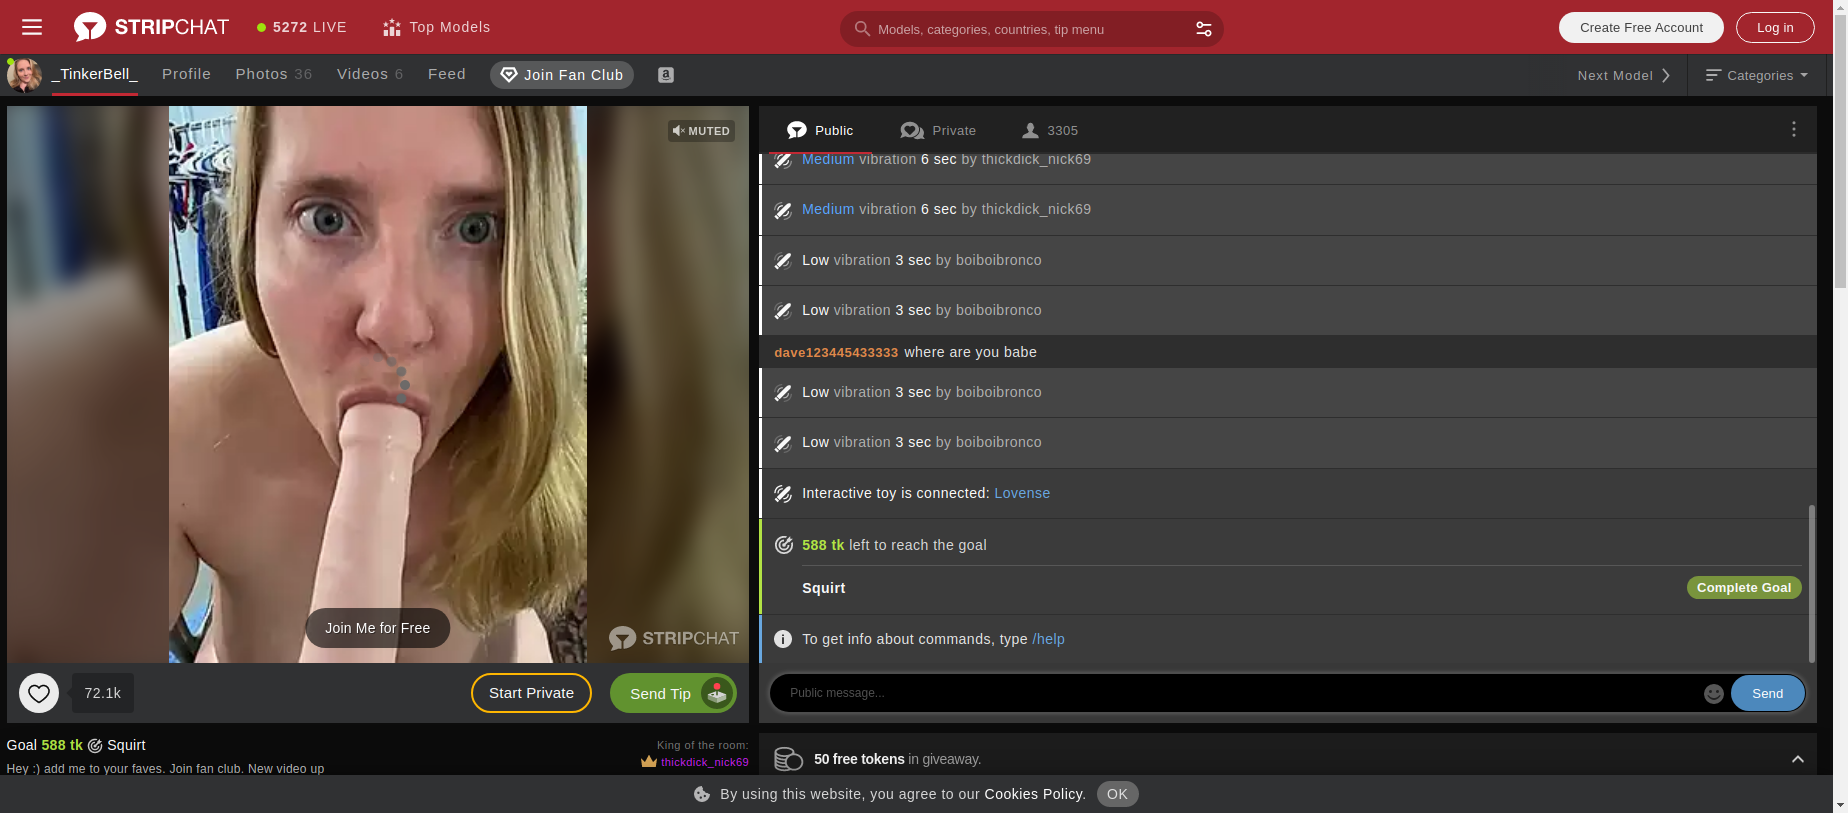 STRIPCHAT
5272 LIVE
Top Models
Models, categories, countries, tip menu
Create Free Account
Log in
_TinkerBell_
Profile
Photos 36
Videos 6
Feed
Join Fan Club
Next Model
Categories
MUTED
Join Me for Free
STRIPCHAT
72.1k
Start Private
Send Tip
Goal 588 tk Squirt
Hey :) add me to your faves. Join fan club. New video up
King of the room:
thickdick_nick69
Public
Private
3305
Medium vibration 6 sec by thickdick_nick69
Medium vibration 6 sec by thickdick_nick69
Low vibration 3 sec by boiboibronco
Low vibration 3 sec by boiboibronco
dave123445433333 where are you babe
Low vibration 3 sec by boiboibronco
Low vibration 3 sec by boiboibronco
Interactive toy is connected: Lovense
588 tk left to reach the goal
Squirt
Complete Goal
To get info about commands, type /help
Public message...
Send
50 free tokens in giveaway.
By using this website, you agree to our Cookies Policy.
OK